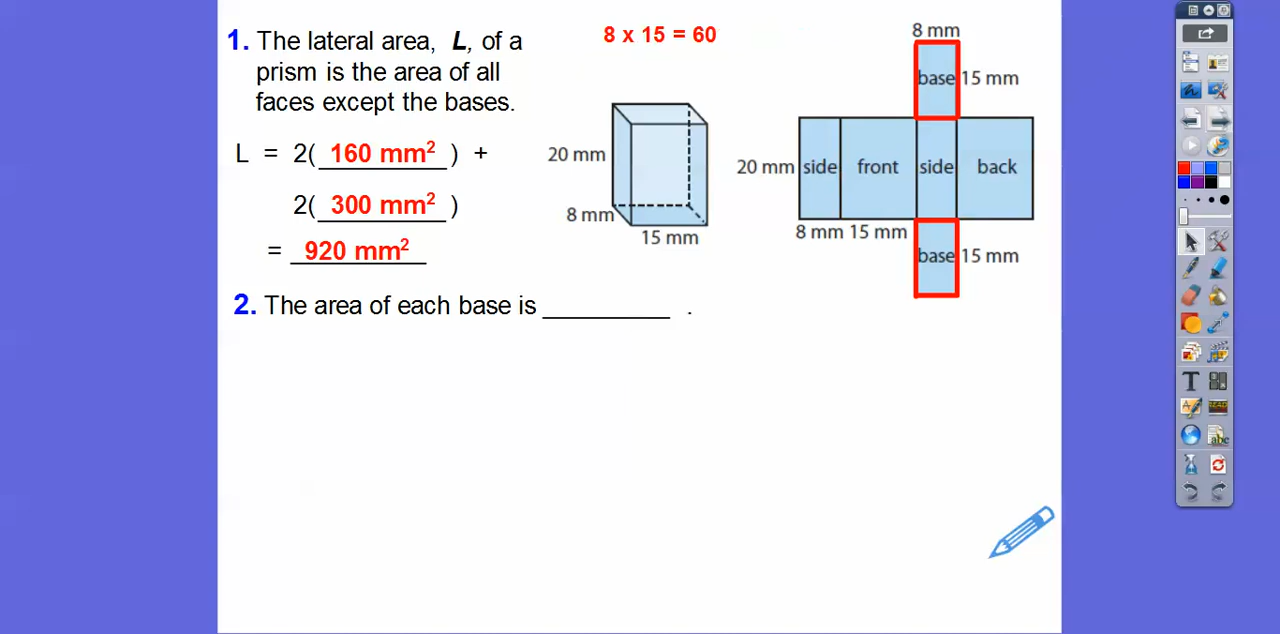 1. The lateral area, L, of a
prism is the area of all
faces except the bases.
L = 2( 160 mm² ) +
2( 300 mm² )
= 920 mm²
2. The area of each base is __________ .
8 x 15 = 60
20 mm
8 mm
15 mm
8 mm
base 15 mm
20 mm side front side back
8 mm 15 mm
base 15 mm